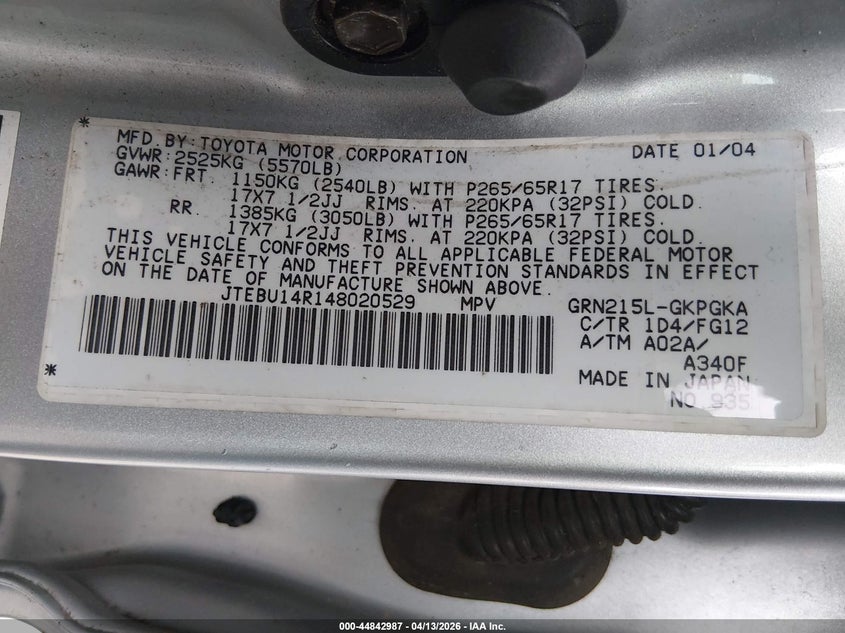 MFD.BY:TOYOTA MOTOR CORPORATION DATE 01/04
GVWR:2525KG (5570LB)
GAWR:FRT. 1150KG (2540LB) WITH P265/65R17 TIRES.
17X7 1/2JJ RIMS. AT 220KPA (32PSI) COLD.
RR. 1385KG (3050LB) WITH P265/65R17 TIRES.
17X7 1/2JJ RIMS. AT 220KPA (32PSI) COLD.
THIS VEHICLE CONFORMS TO ALL APPLICABLE FEDERAL MOTOR
VEHICLE SAFETY AND THEFT PREVENTION STANDARDS IN EFFECT
ON THE DATE OF MANUFACTURE SHOWN ABOVE.
JTEBU14R148020529 MPV GRN215L-GKPGKA
C/TR 1D4/FG12
A/TM A02A/
A340F
MADE IN JAPAN
NO 935
000-44842987 - 04/13/2026 - IAA Inc.